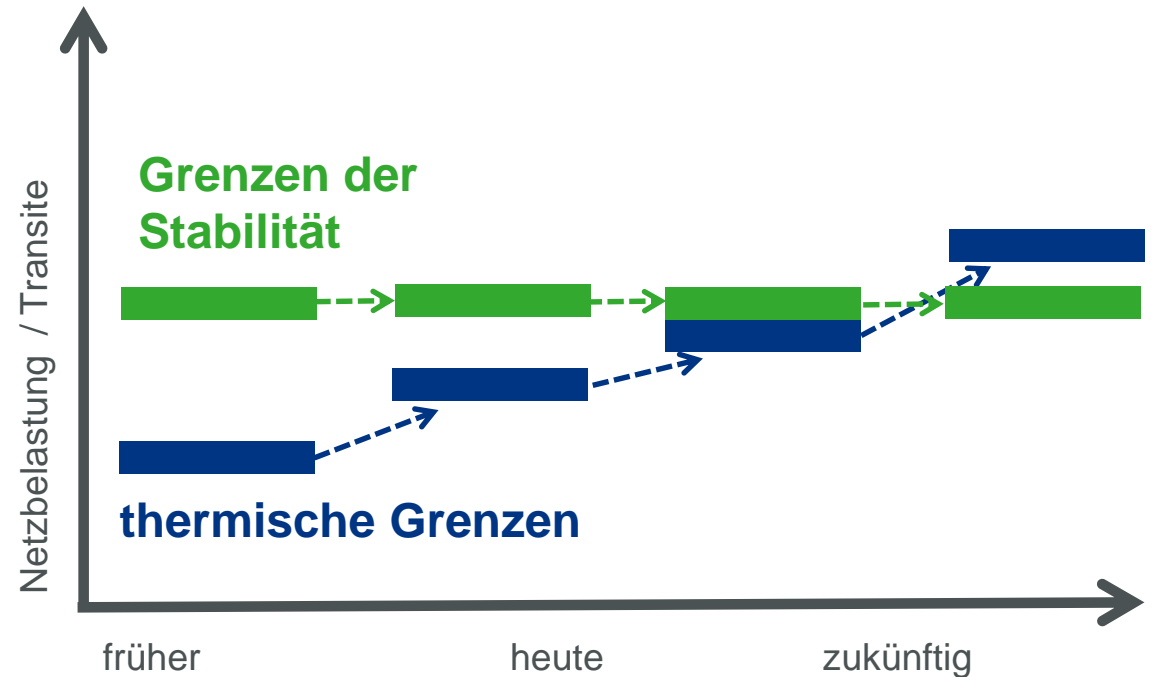 Netzbelastung / Transite
Grenzen der
Stabilität
thermische Grenzen
früher
heute
zukünftig